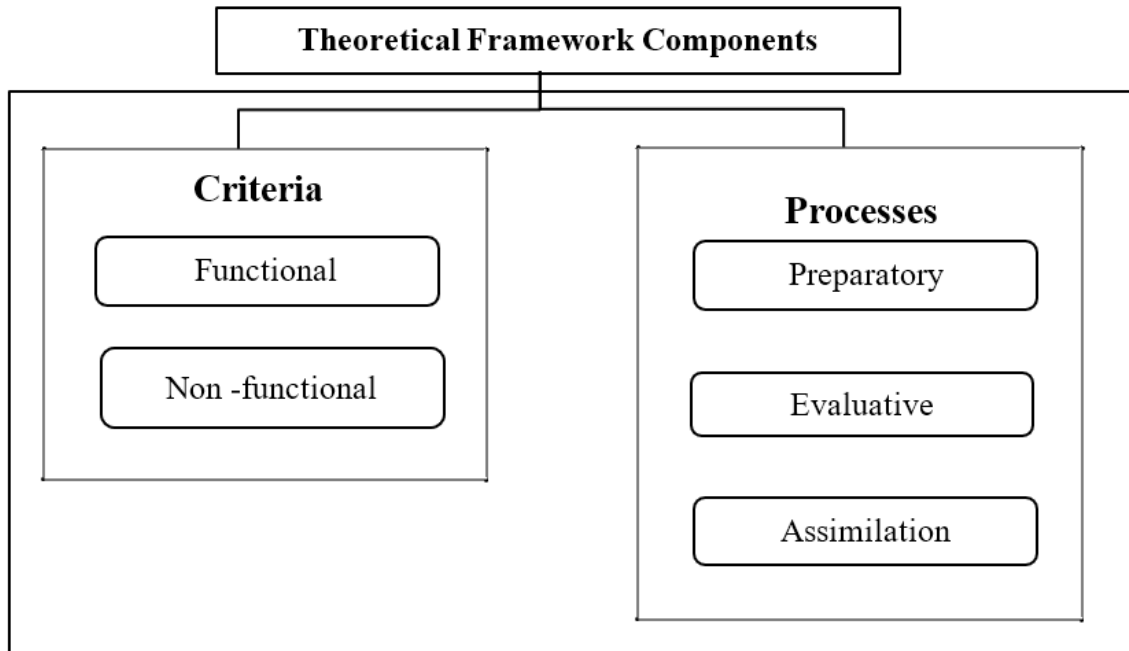 Theoretical Framework Components
Criteria
Functional
Non -functional
Processes
Preparatory
Evaluative
Assimilation